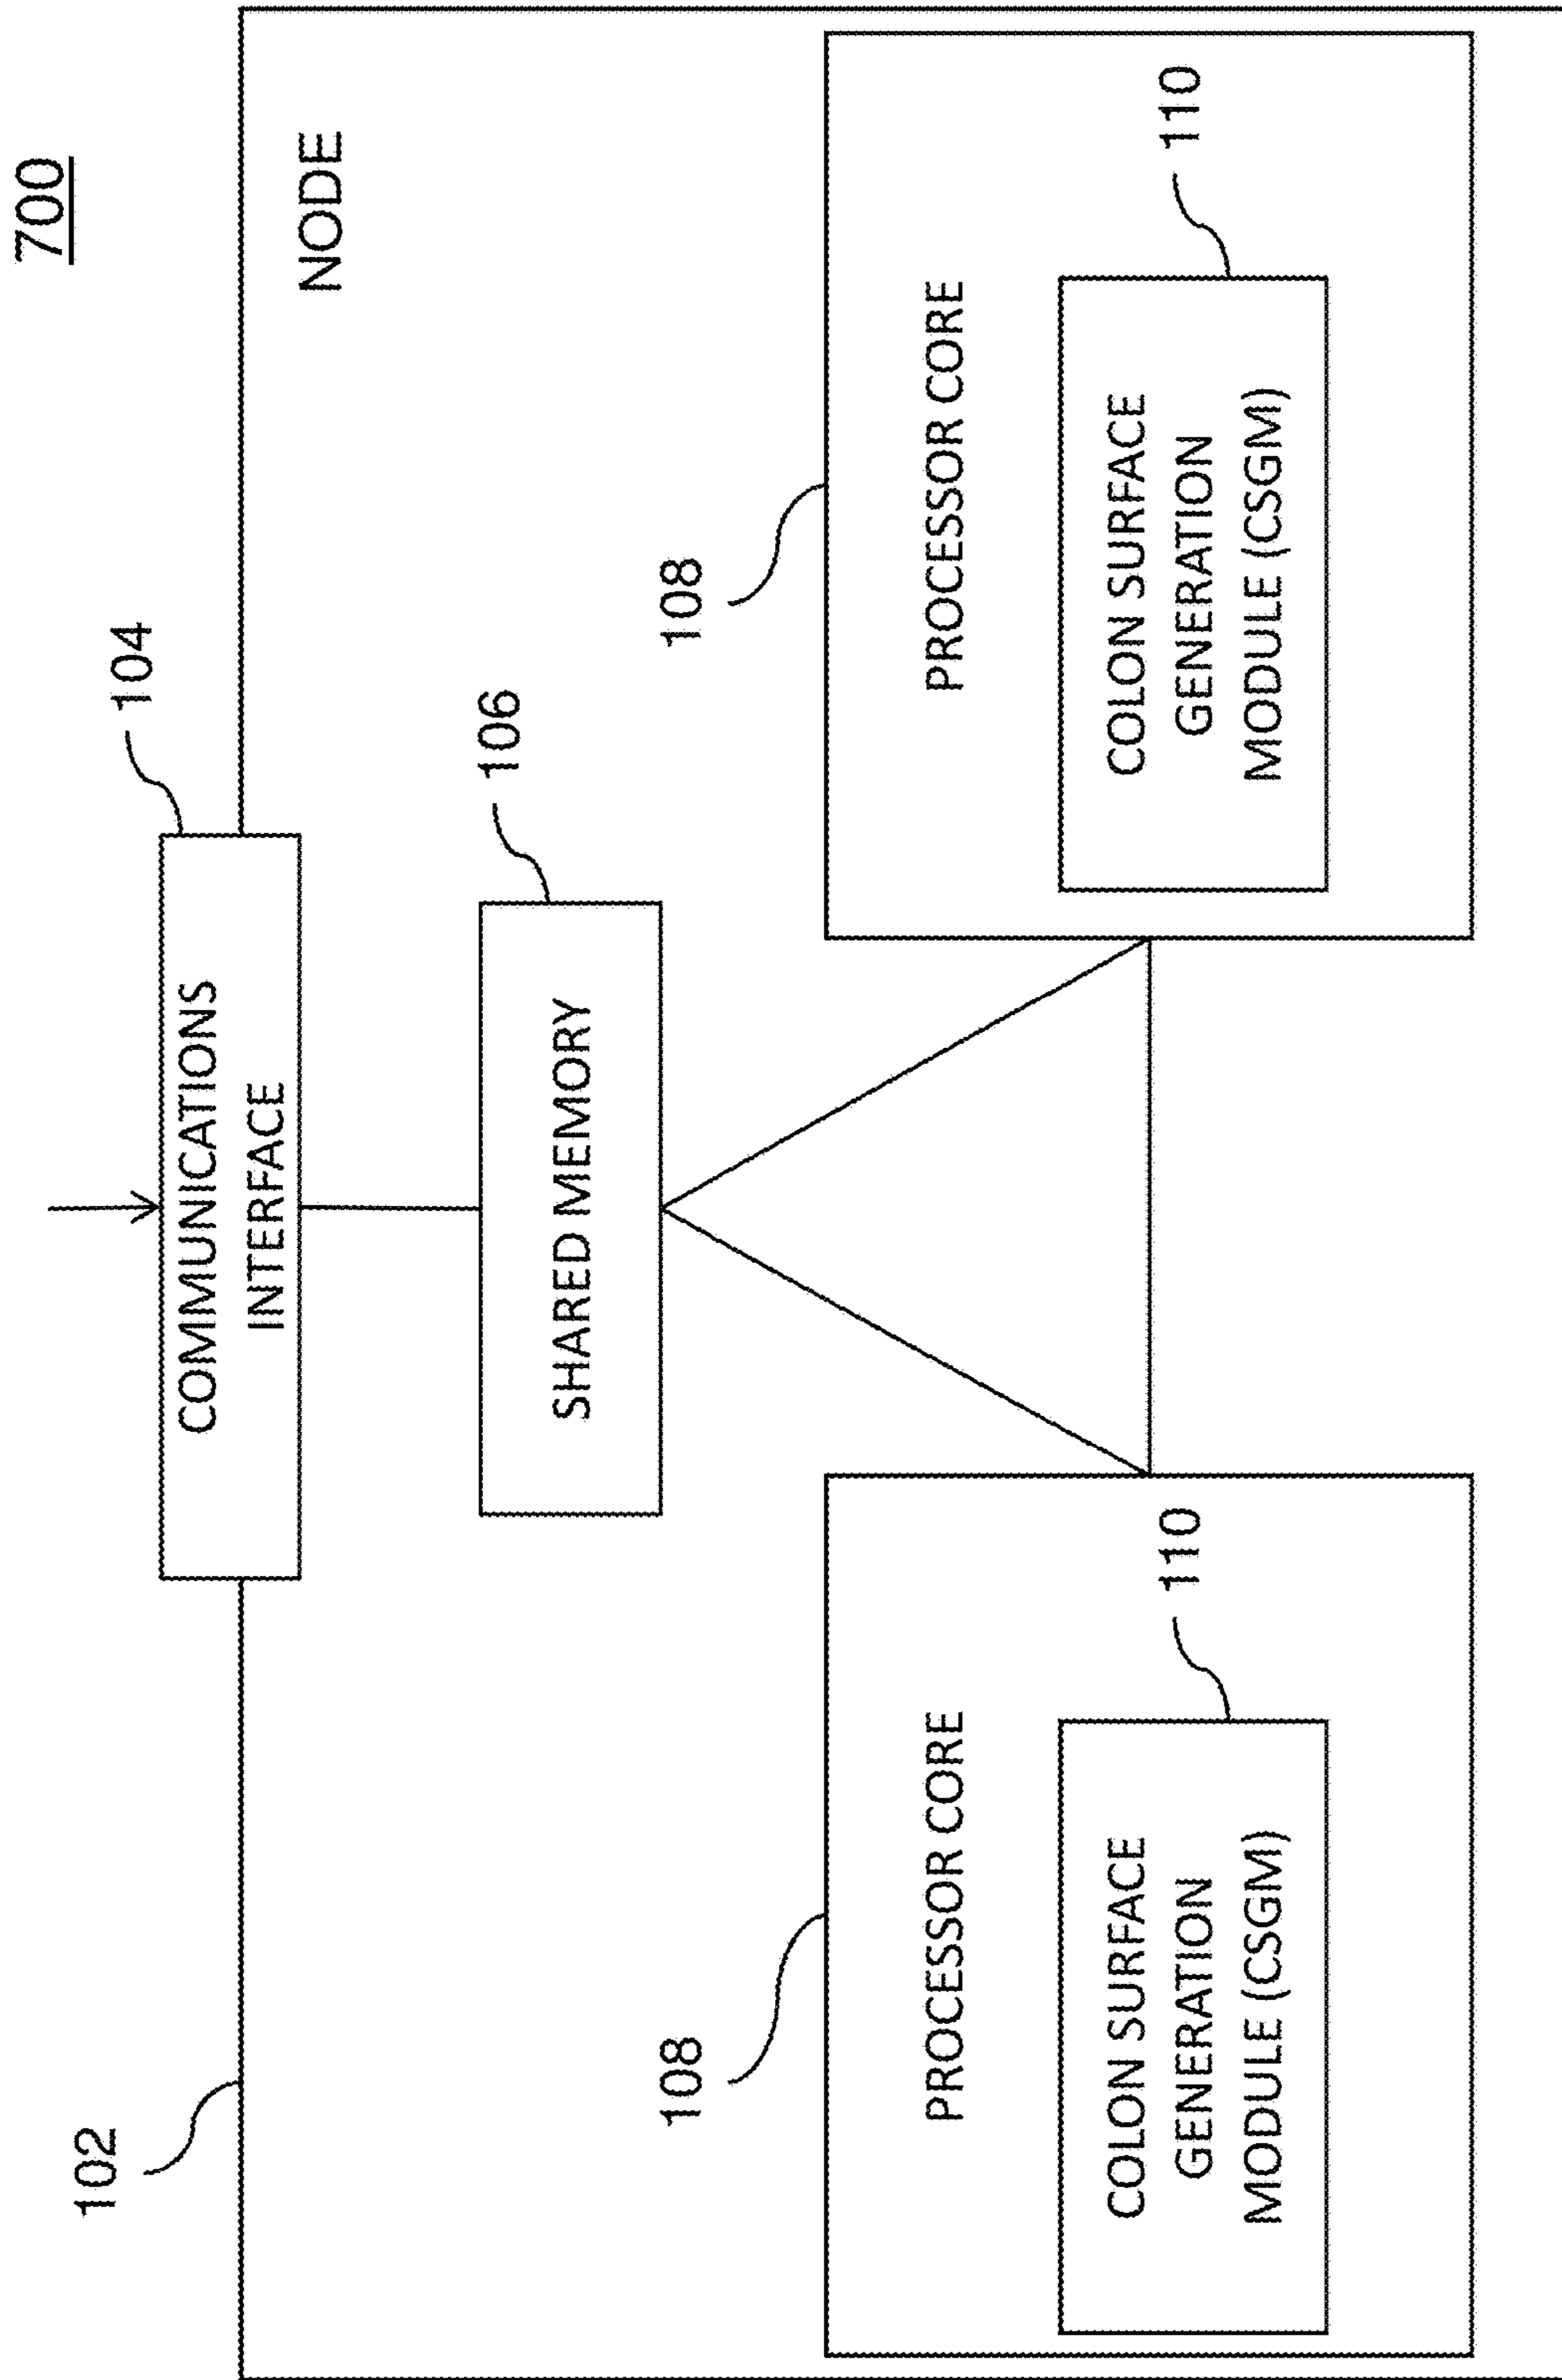 700
102
104
COMMUNICATIONS
INTERFACE
NODE
106
SHARED MEMORY
108
PROCESSOR CORE
110
COLON SURFACE
GENERATION
MODULE (CSGM)
108
PROCESSOR CORE
110
COLON SURFACE
GENERATION
MODULE (CSGM)